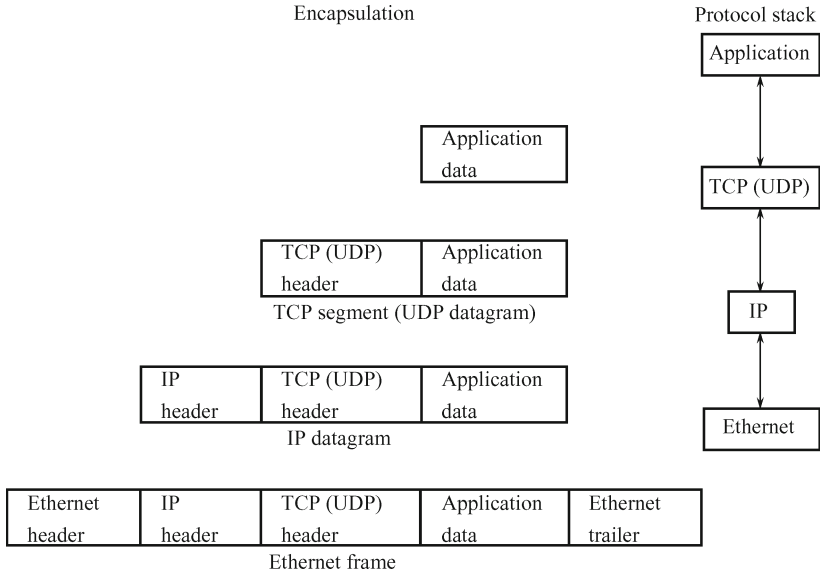 Encapsulation
Protocol stack
Application
Application
data
TCP (UDP)
TCP (UDP)
header
Application
data
TCP segment (UDP datagram)
IP
IP
header
TCP (UDP)
header
Application
data
IP datagram
Ethernet
Ethernet
header
IP
header
TCP (UDP)
header
Application
data
Ethernet
trailer
Ethernet frame